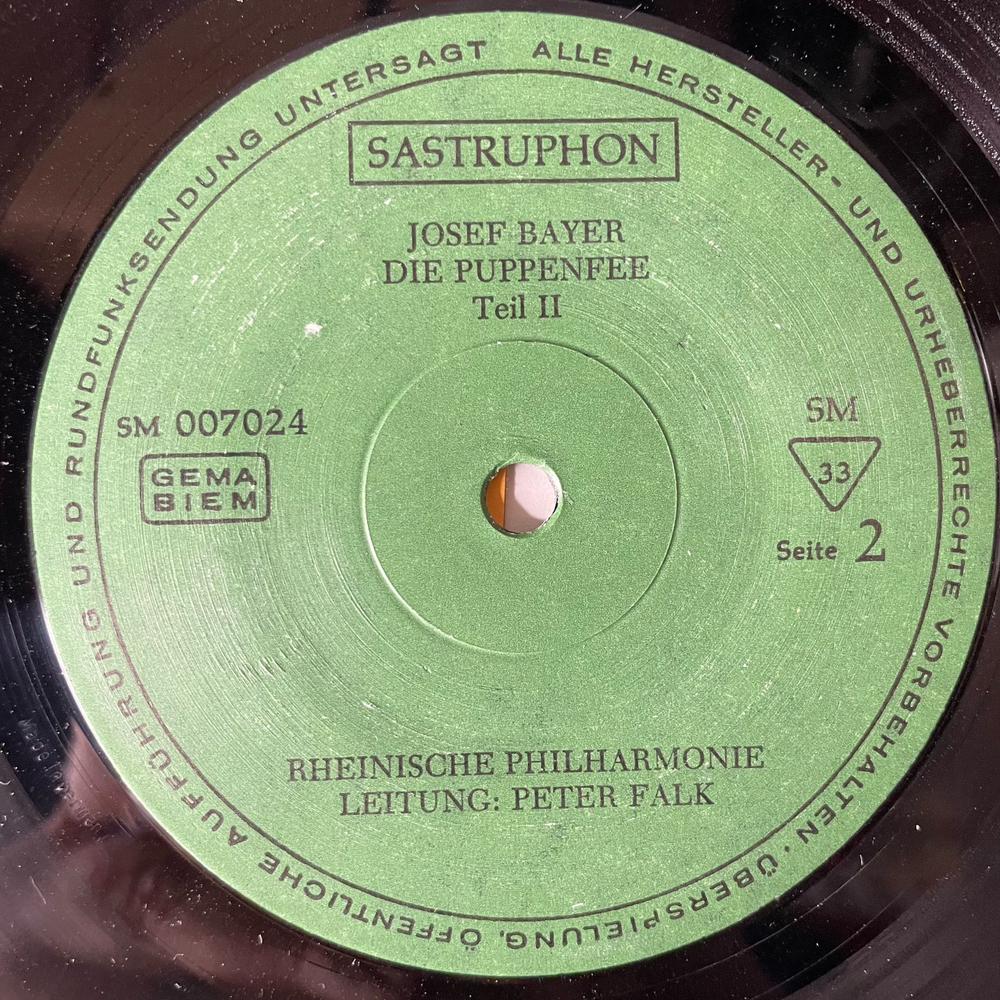 ALLE HERSTELLER- UND URHEBERRECHTE VORBEHALTEN · ÜBERSPIELUNG, ÖFFENTLICHE AUFFÜHRUNG UND RUNDFUNKSENDUNG UNTERSAGT
SASTRUPHON
JOSEF BAYER
DIE PUPPENFEE
Teil II
SM 007024
GEMA
BIEM
SM
33
Seite 2
RHEINISCHE PHILHARMONIE
LEITUNG: PETER FALK